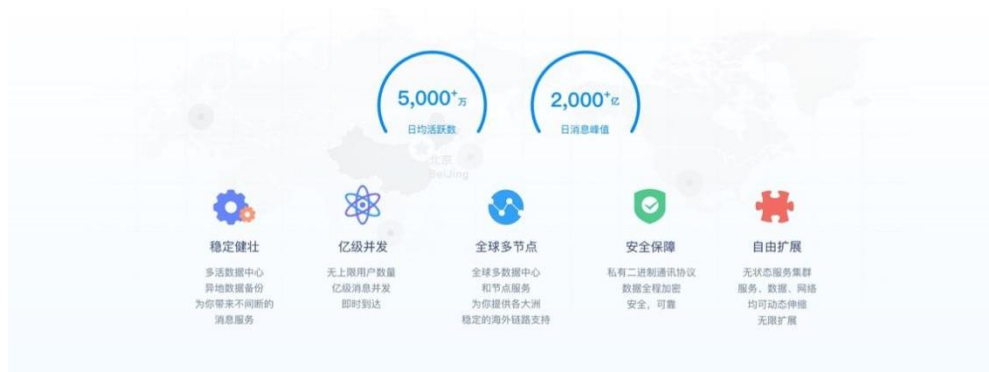 5,000+万
2,000+亿
日均活跃数
日消息峰值
北京
BeiJing
稳定健壮
多活数据中心
异地数据备份
为你带来不间断的
消息服务
亿级并发
无上限用户数量
亿级消息并发
即时到达
全球多节点
全球多数据中心
和节点服务
为你提供各大洲
稳定的海外链路支持
安全保障
私有二进制通讯协议
数据全程加密
安全，可靠
自由扩展
无状态服务集群
服务、数据、网络
均可动态伸缩
无限扩展